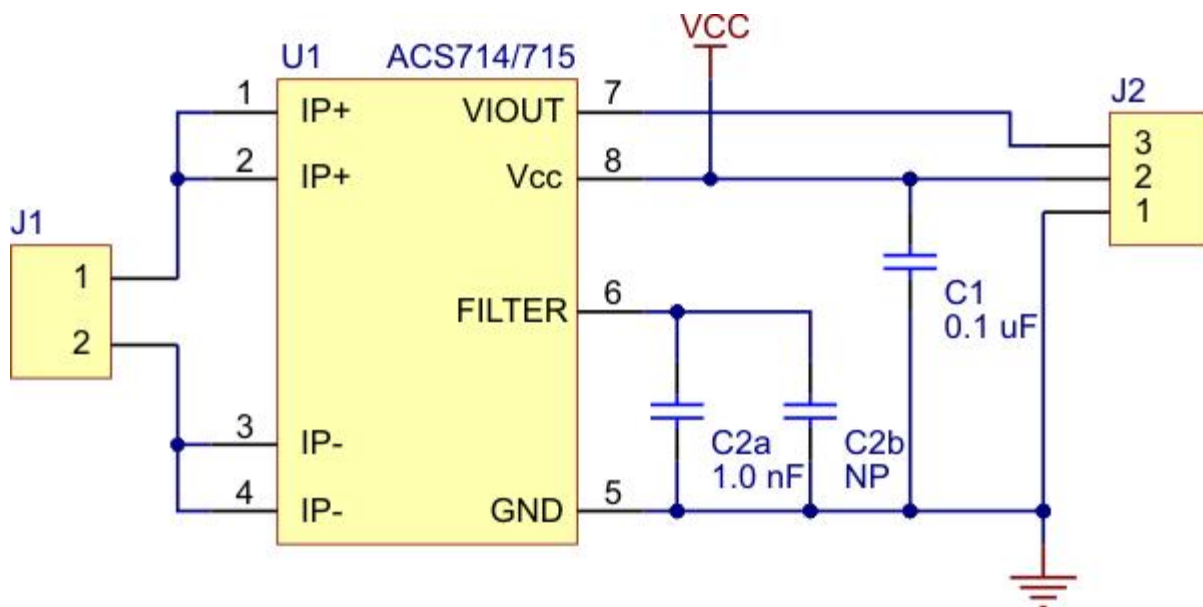 VCC
U1 ACS714/715
J2
1 IP+ VIOUT 7
3
2 IP+ Vcc 8
2
1
J1
1
2
FILTER 6
C1
0.1 uF
3 IP-
C2a C2b
1.0 nF NP
4 IP- GND 5